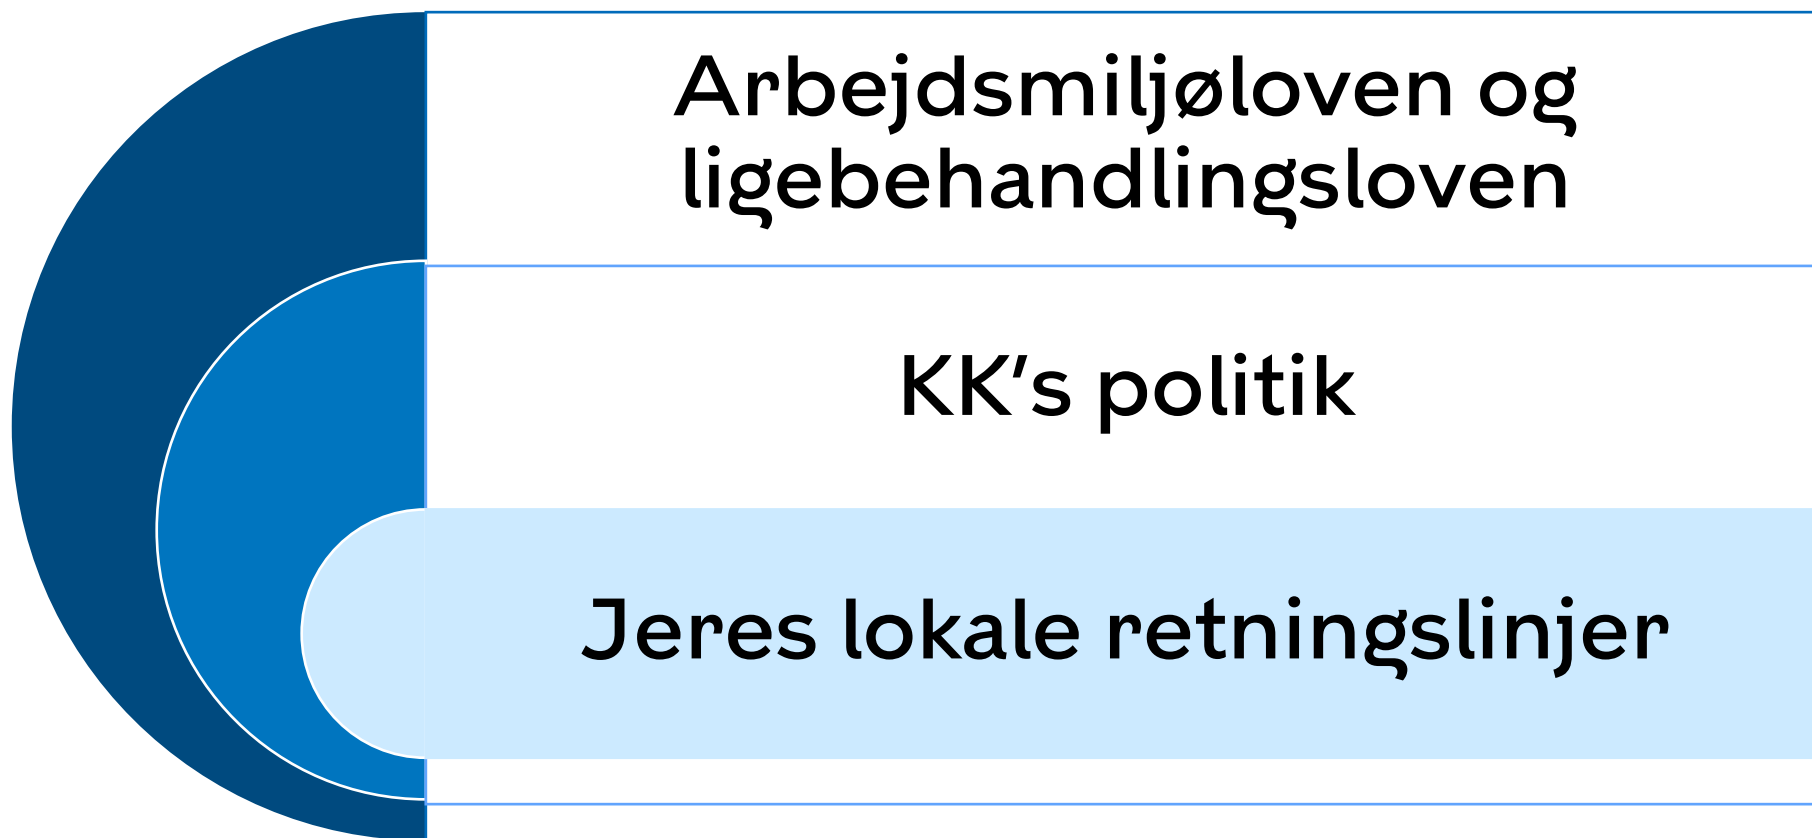 Arbejdsmiljøloven og
ligebehandlingsloven
KK’s politik
Jeres lokale retningslinjer